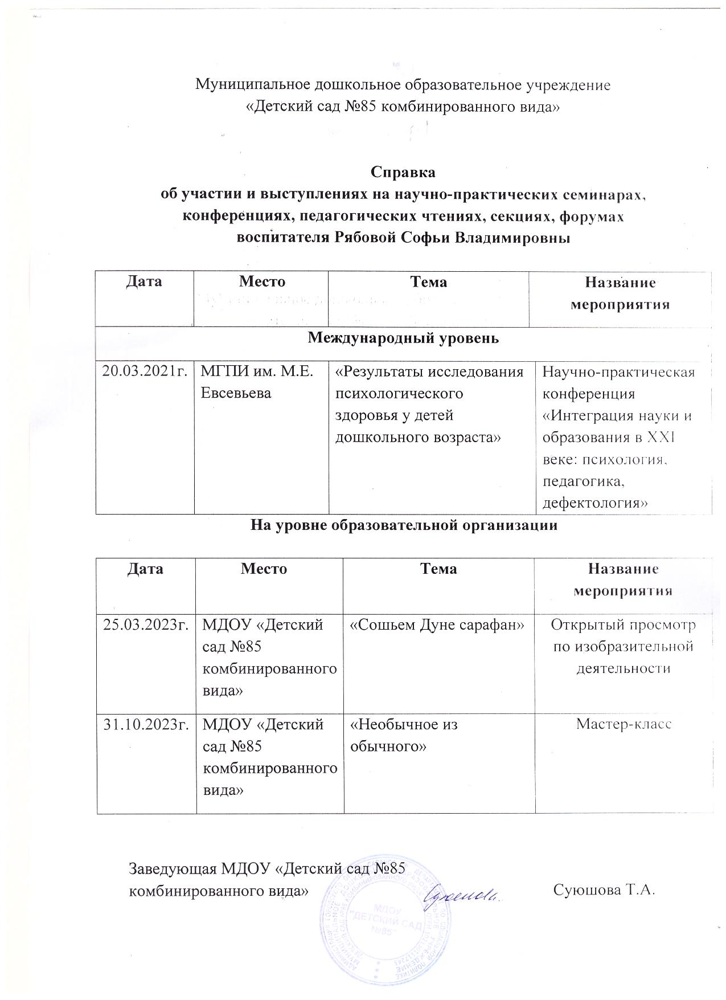 Муниципальное дошкольное образовательное учреждение
«Детский сад №85 комбинированного вида»
Справка
об участии и выступлениях на научно-практических семинарах,
конференциях, педагогических чтениях, секциях, форумах
воспитателя Рябовой Софьи Владимировны
Дата Место Тема Название
мероприятия
Международный уровень
20.03.2021г. МГПИ им. М.Е. «Результаты исследования Научно-практическая
Евсевьева психологического конференция
здоровья у детей «Интеграция науки и
дошкольного возраста» образования в XXI
веке: психология,
педагогика,
дефектология»
На уровне образовательной организации
Дата Место Тема Название
мероприятия
25.03.2023г. МДОУ «Детский «Сошьем Дуне сарафан» Открытый просмотр
сад №85 по изобразительной
комбинированного деятельности
вида»
31.10.2023г. МДОУ «Детский «Необычное из Мастер-класс
сад №85 обычного»
комбинированного
вида»
Заведующая МДОУ «Детский сад №85
комбинированного вида» Суюшова Т.А.
МДОУ
"ДЕТСКИЙ САД
№85"